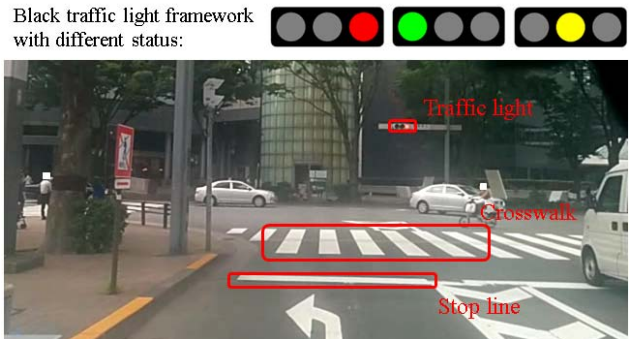 Black traffic light framework
with different status:
Traffic light
Crosswalk
Stop line